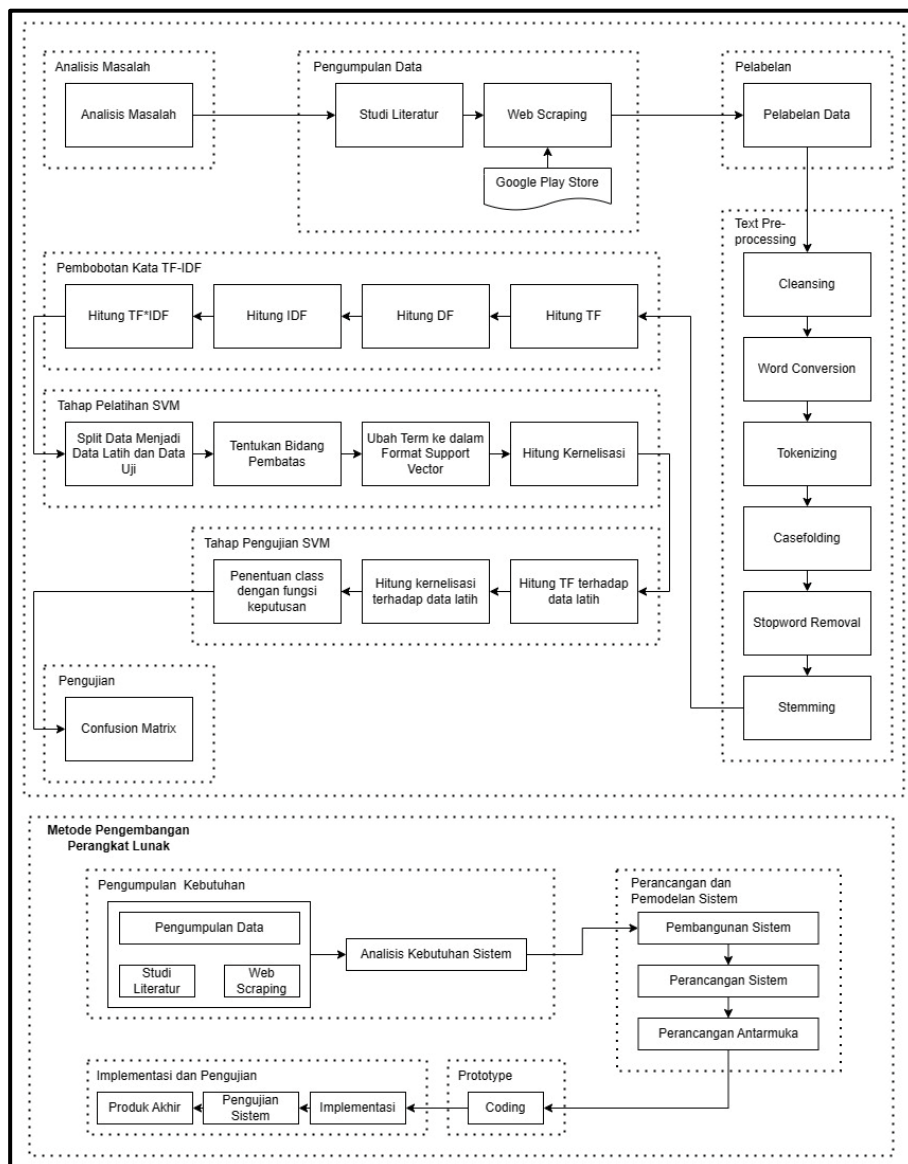 Analisis Masalah
Analisis Masalah
Pengumpulan Data
Studi Literatur
Web Scraping
Google Play Store
Pelabelan
Pelabelan Data
Text Pre-
processing
Cleansing
Word Conversion
Tokenizing
Casefolding
Stopword Removal
Stemming
Pembobotan Kata TF-IDF
Hitung TF*IDF
Hitung IDF
Hitung DF
Hitung TF
Tahap Pelatihan SVM
Split Data Menjadi
Data Latih dan Data
Uji
Tentukan Bidang
Pembatas
Ubah Term ke dalam
Format Support
Vector
Hitung Kernelisasi
Tahap Pengujian SVM
Penentuan class
dengan fungsi
keputusan
Hitung kernelisasi
terhadap data latih
Hitung TF terhadap
data latih
Pengujian
Confusion Matrix
Metode Pengembangan
Perangkat Lunak
Pengumpulan Kebutuhan
Pengumpulan Data
Studi
Literatur
Web
Scraping
Analisis Kebutuhan Sistem
Perancangan dan
Pemodelan Sistem
Pembangunan Sistem
Perancangan Sistem
Perancangan Antarmuka
Implementasi dan Pengujian
Produk Akhir
Pengujian
Sistem
Implementasi
Prototype
Coding